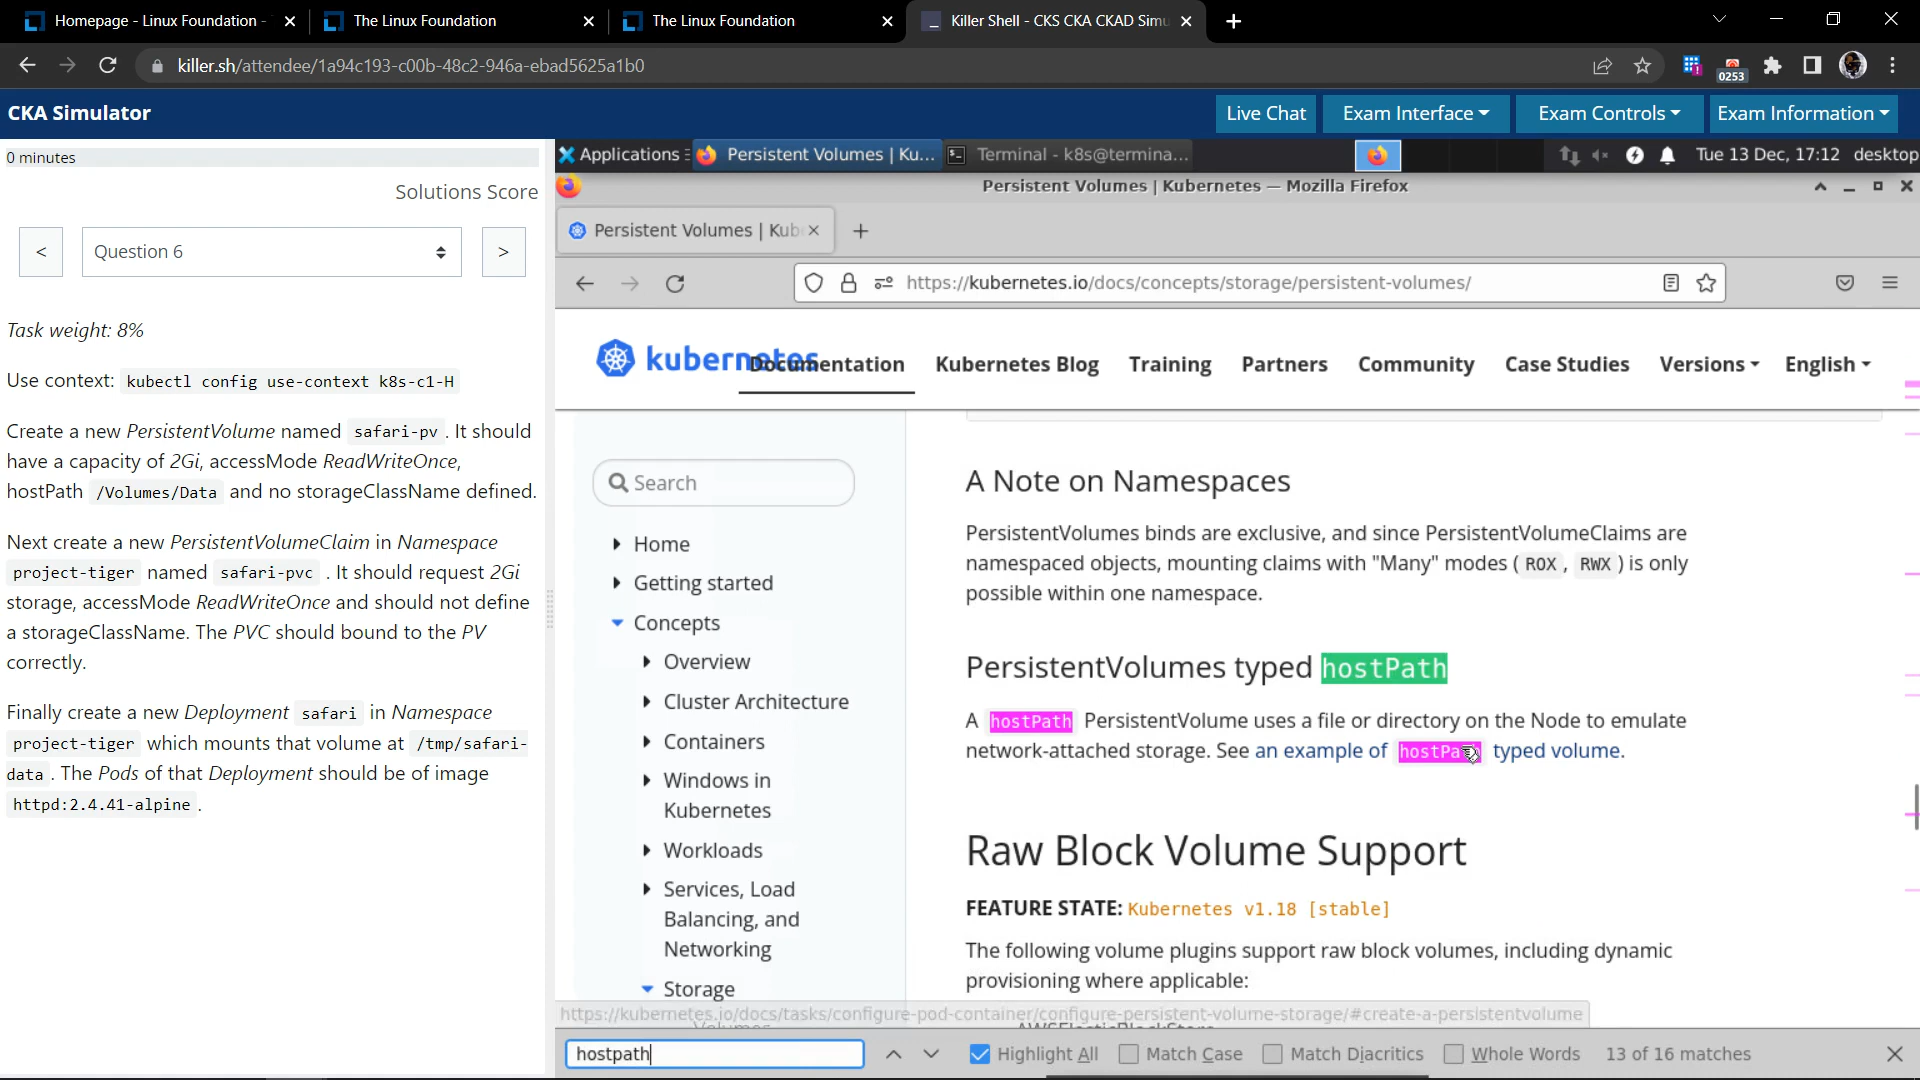 Homepage - Linux Foundation -
The Linux Foundation
The Linux Foundation
Killer Shell - CKS CKA CKAD Simu
killer.sh/attendee/1a94c193-c00b-48c2-946a-ebad5625a1b0
0253
CKA Simulator
Live Chat
Exam Interface
Exam Controls
Exam Information
0 minutes
Solutions Score
<
Question 6
>
Task weight: 8%
Use context: kubectl config use-context k8s-c1-H
Create a new PersistentVolume named safari-pv . It should
have a capacity of 2Gi, accessMode ReadWriteOnce,
hostPath /Volumes/Data and no storageClassName defined.
Next create a new PersistentVolumeClaim in Namespace
project-tiger named safari-pvc . It should request 2Gi
storage, accessMode ReadWriteOnce and should not define
a storageClassName. The PVC should bound to the PV
correctly.
Finally create a new Deployment safari in Namespace
project-tiger which mounts that volume at /tmp/safari-
data . The Pods of that Deployment should be of image
httpd:2.4.41-alpine .
Applications
Persistent Volumes | Ku...
Terminal - k8s@termina...
Tue 13 Dec, 17:12 desktop
Persistent Volumes | Kubernetes — Mozilla Firefox
Persistent Volumes | Kub
https://kubernetes.io/docs/concepts/storage/persistent-volumes/
kubernetes
Documentation
Kubernetes Blog
Training
Partners
Community
Case Studies
Versions
English
Search
Home
Getting started
Concepts
Overview
Cluster Architecture
Containers
Windows in
Kubernetes
Workloads
Services, Load
Balancing, and
Networking
Storage
Volumes
A Note on Namespaces
PersistentVolumes binds are exclusive, and since PersistentVolumeClaims are
namespaced objects, mounting claims with "Many" modes ( ROX , RWX ) is only
possible within one namespace.
PersistentVolumes typed hostPath
A hostPath PersistentVolume uses a file or directory on the Node to emulate
network-attached storage. See an example of hostPath typed volume.
Raw Block Volume Support
FEATURE STATE: Kubernetes v1.18 [stable]
The following volume plugins support raw block volumes, including dynamic
provisioning where applicable:
AWSElasticBlockStore
https://kubernetes.io/docs/tasks/configure-pod-container/configure-persistent-volume-storage/#create-a-persistentvolume
hostpath
Highlight All
Match Case
Match Diacritics
Whole Words
13 of 16 matches